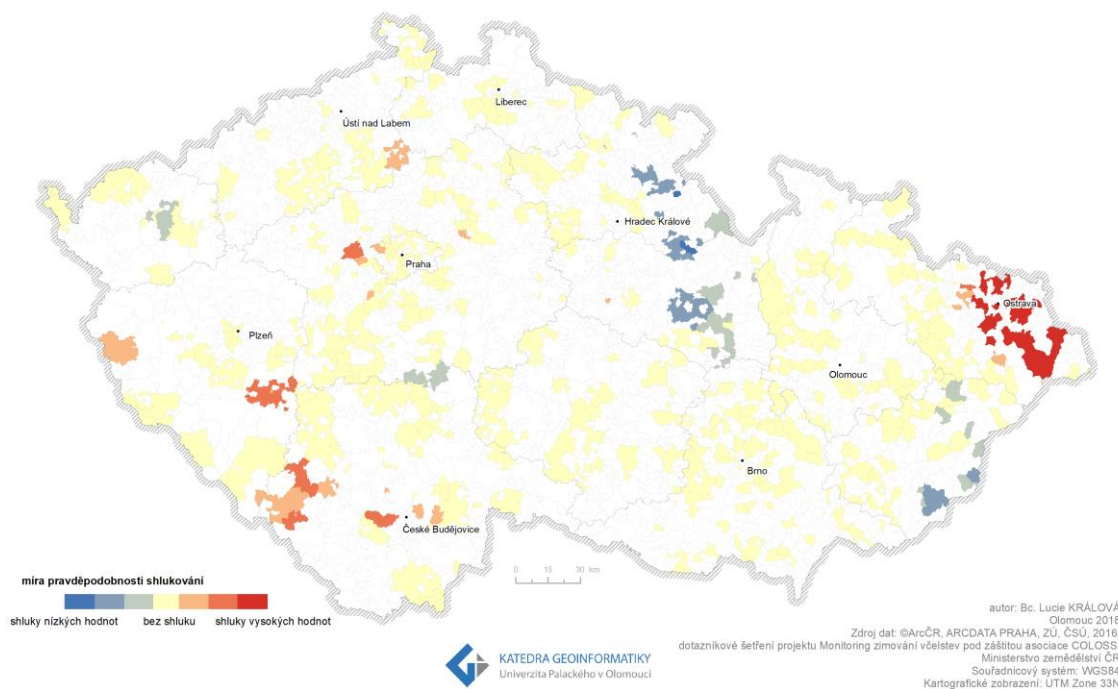 Liberec
Ústí nad Labem
Hradec Králové
Praha
Ostrava
Plzeň
Olomouc
Brno
České Budějovice
0 15 30 km
míra pravděpodobnosti shlukování
shluky nízkých hodnot bez shluku shluky vysokých hodnot
KATEDRA GEOINFORMATIKY
Univerzita Palackého v Olomouci
autor: Bc. Lucie KRÁLOVÁ
Olomouc 2018
Zdroj dat: ©ArcČR, ARCDATA PRAHA, ZÚ, ČSÚ, 2016,
dotazníkové šetření projektu Monitoring zimování včelstev pod záštitou asociace COLOSS,
Ministerstvo zemědělství ČR
Souřadnicový systém: WGS84
Kartografické zobrazení: UTM Zone 33N